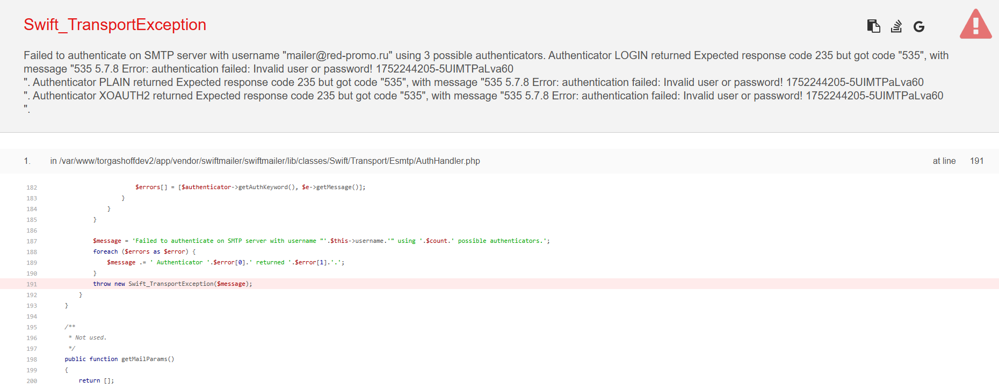 Swift_TransportException
Failed to authenticate on SMTP server with username "mailer@red-promo.ru" using 3 possible authenticators. Authenticator LOGIN returned Expected response code 235 but got code "535", with
message "535 5.7.8 Error: authentication failed: Invalid user or password! 1752244205-5UIMTPaLva60
". Authenticator PLAIN returned Expected response code 235 but got code "535", with message "535 5.7.8 Error: authentication failed: Invalid user or password! 1752244205-5UIMTPaLva60
". Authenticator XOAUTH2 returned Expected response code 235 but got code "535", with message "535 5.7.8 Error: authentication failed: Invalid user or password! 1752244205-5UIMTPaLva60
".
1. in /var/www/torgashoffdev2/app/vendor/swiftmailer/swiftmailer/lib/classes/Swift/Transport/Esmtp/AuthHandler.php at line 191
182 $errors[] = [$authenticator->getAuthKeyword(), $e->getMessage()];
183 }
184 }
185 }
186
187 $message = 'Failed to authenticate on SMTP server with username "'.$this->username.'" using '.$count.' possible authenticators.';
188 foreach ($errors as $error) {
189 $message .= ' Authenticator '.$error[0].' returned '.$error[1].'.';
190 }
191 throw new Swift_TransportException($message);
192 }
193 }
194
195 /**
196 * Not used.
197 */
198 public function getMailParams()
199 {
200 return [];